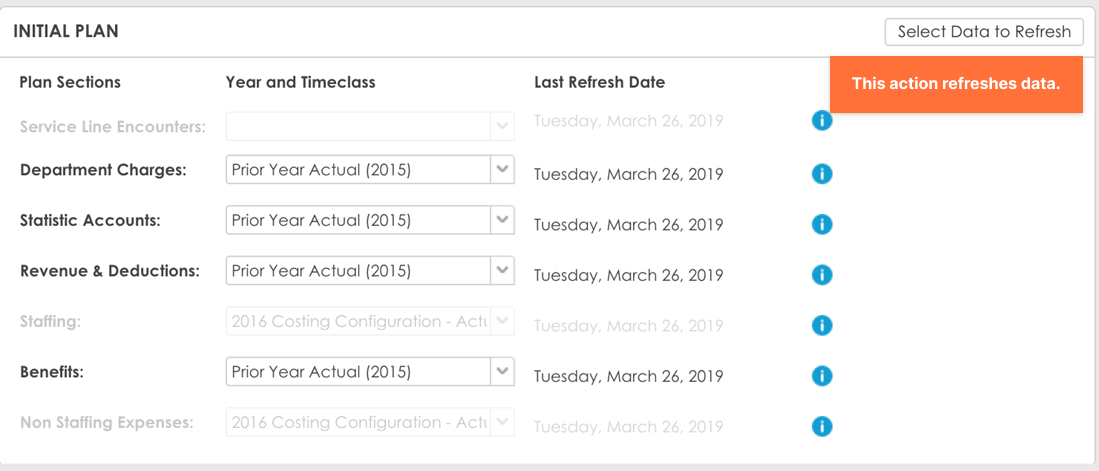 INITIAL PLAN
Select Data to Refresh
Plan Sections Year and Timeclass Last Refresh Date
This action refreshes data.
Service Line Encounters: Tuesday, March 26, 2019
Department Charges: Prior Year Actual (2015) Tuesday, March 26, 2019
Statistic Accounts: Prior Year Actual (2015) Tuesday, March 26, 2019
Revenue & Deductions: Prior Year Actual (2015) Tuesday, March 26, 2019
Staffing: 2016 Costing Configuration - Actu Tuesday, March 26, 2019
Benefits: Prior Year Actual (2015) Tuesday, March 26, 2019
Non Staffing Expenses: 2016 Costing Configuration - Actu Tuesday, March 26, 2019